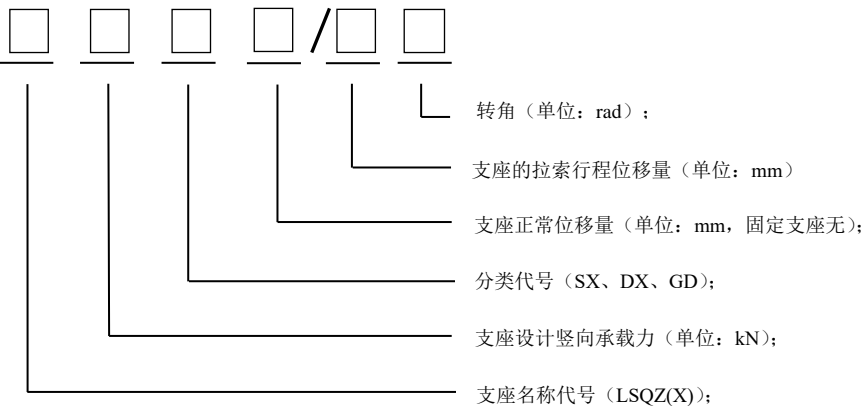 □ □ □ □/□ □
转角（单位：rad）；
支座的拉索行程位移量（单位：mm）
支座正常位移量（单位：mm，固定支座无）；
分类代号（SX、DX、GD）；
支座设计竖向承载力（单位：kN）；
支座名称代号（LSQZ(X)）；